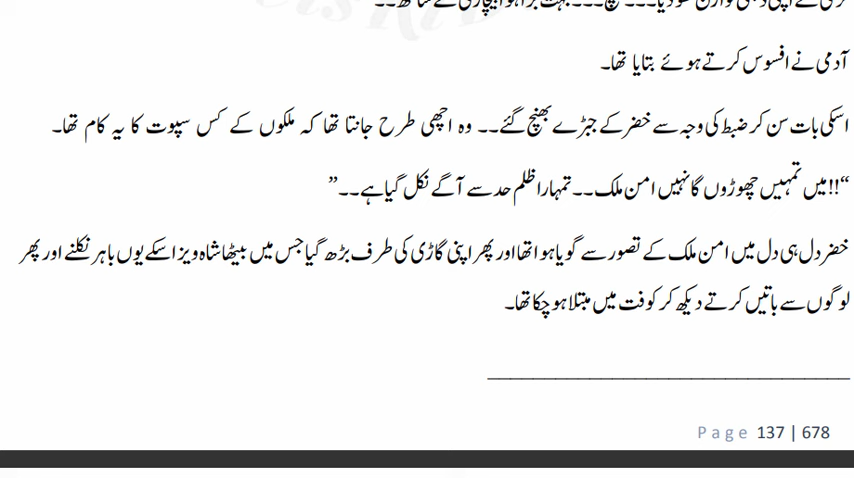 آدمی نے افسوس کرتے ہوئے بتایا تھا۔
اسکی بات سن کر ضبط کی وجہ سے خضر کے جبڑے بھینچ گئے۔۔ وہ اچھی طرح جانتا تھا کہ ملکوں کے کس سپوت کا یہ کام تھا۔
“!!میں تمہیں چھوڑوں گا نہیں امن ملک۔۔ تمہارا ظلم حد سے آگے نکل گیا ہے۔۔”
خضر دل ہی دل میں امن ملک کے تصور سے گویا ہوا تھا اور پھر اپنی گاڑی کی طرف بڑھ گیا جس میں بیٹھا شاہ ویز اسکے یوں باہر نکلنے اور پھر
لوگوں سے باتیں کرتے دیکھ کر کوفت میں مبتلا ہو چکا تھا۔
Page 137 | 678